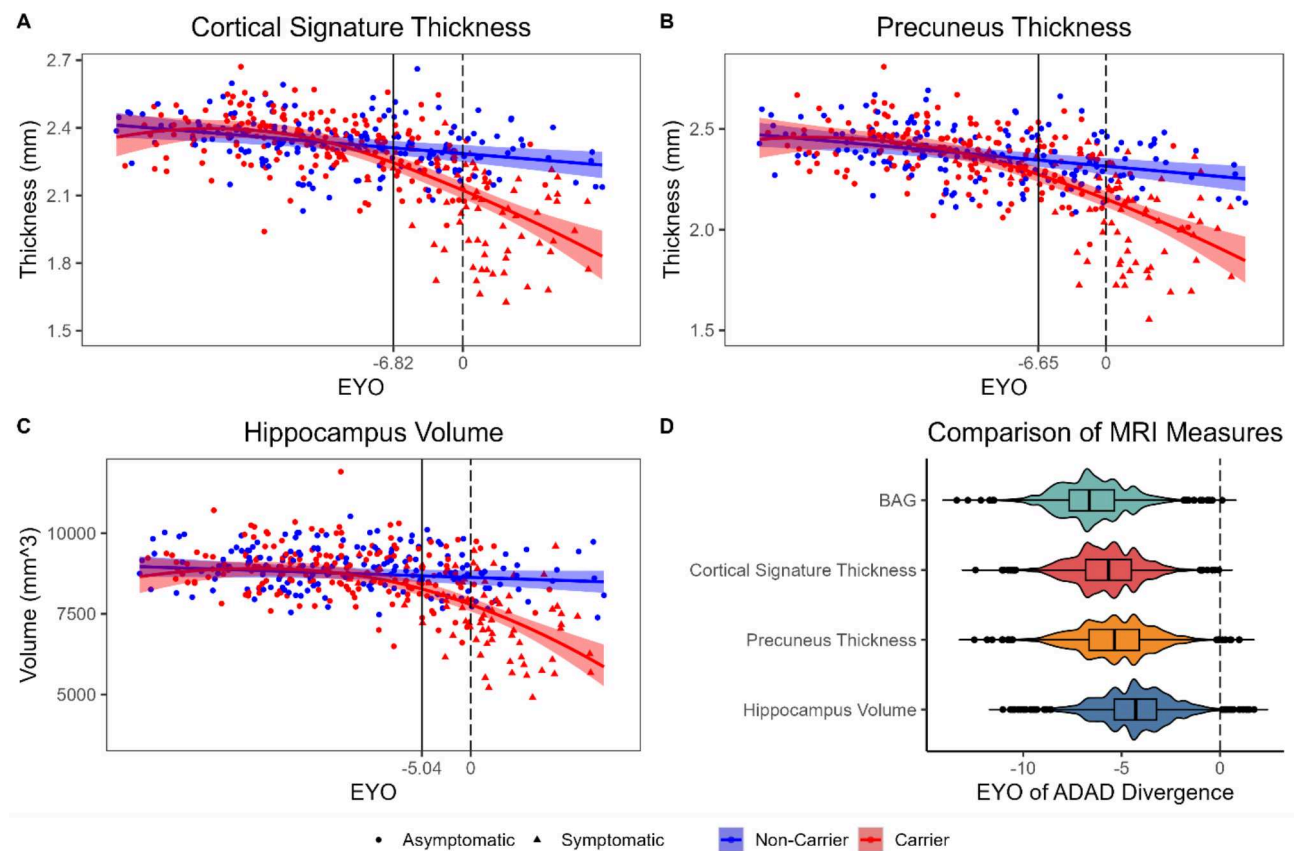 A
Cortical Signature Thickness
2.7
2.4
2.1
1.8
1.5
Thickness (mm)
-6.82
0
EYO
B
Precuneus Thickness
2.5
2.0
1.5
Thickness (mm)
-6.65
0
EYO
C
Hippocampus Volume
10000
7500
5000
Volume (mm^3)
-5.04
0
EYO
D
Comparison of MRI Measures
BAG
Cortical Signature Thickness
Precuneus Thickness
Hippocampus Volume
-10
-5
0
EYO of ADAD Divergence
Asymptomatic
Symptomatic
Non-Carrier
Carrier